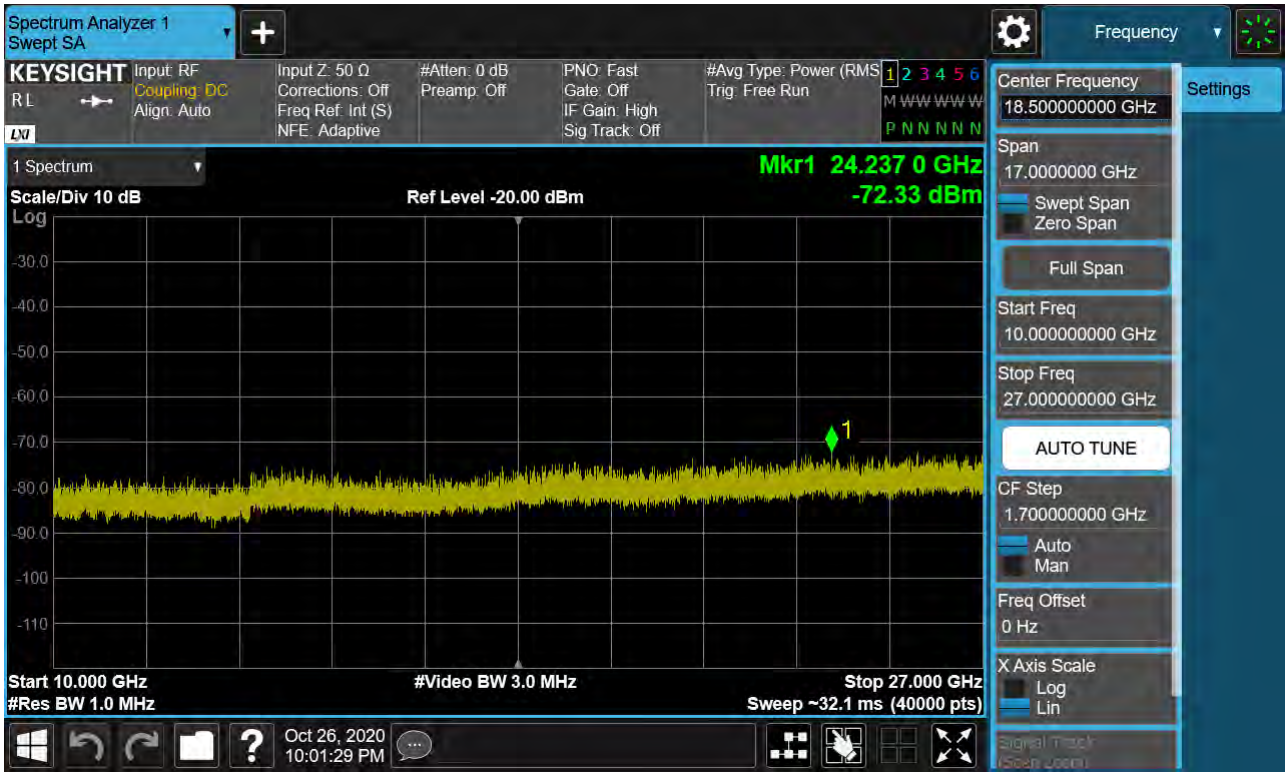 Spectrum Analyzer 1
Swept SA
+
Frequency
KEYSIGHT
RL
LXI
Input: RF
Coupling: DC
Align: Auto
Input Z: 50 Ω
Corrections: Off
Freq Ref: Int (S)
NFE: Adaptive
#Atten: 0 dB
Preamp: Off
PNO: Fast
Gate: Off
IF Gain: High
Sig Track: Off
#Avg Type: Power (RMS
Trig: Free Run
1 2 3 4 5 6
M W W W W W
P N N N N N
1 Spectrum
Scale/Div 10 dB
Ref Level -20.00 dBm
Mkr1 24.237 0 GHz
-72.33 dBm
Log
-30.0
-40.0
-50.0
-60.0
-70.0
-80.0
-90.0
-100
-110
1
Start 10.000 GHz
#Res BW 1.0 MHz
#Video BW 3.0 MHz
Stop 27.000 GHz
Sweep ~32.1 ms (40000 pts)
Center Frequency
18.500000000 GHz
Span
17.0000000 GHz
Swept Span
Zero Span
Full Span
Start Freq
10.000000000 GHz
Stop Freq
27.000000000 GHz
AUTO TUNE
CF Step
1.700000000 GHz
Auto
Man
Freq Offset
0 Hz
X Axis Scale
Log
Lin
Signal Track
(Span Zoom)
Settings
?
Oct 26, 2020
10:01:29 PM